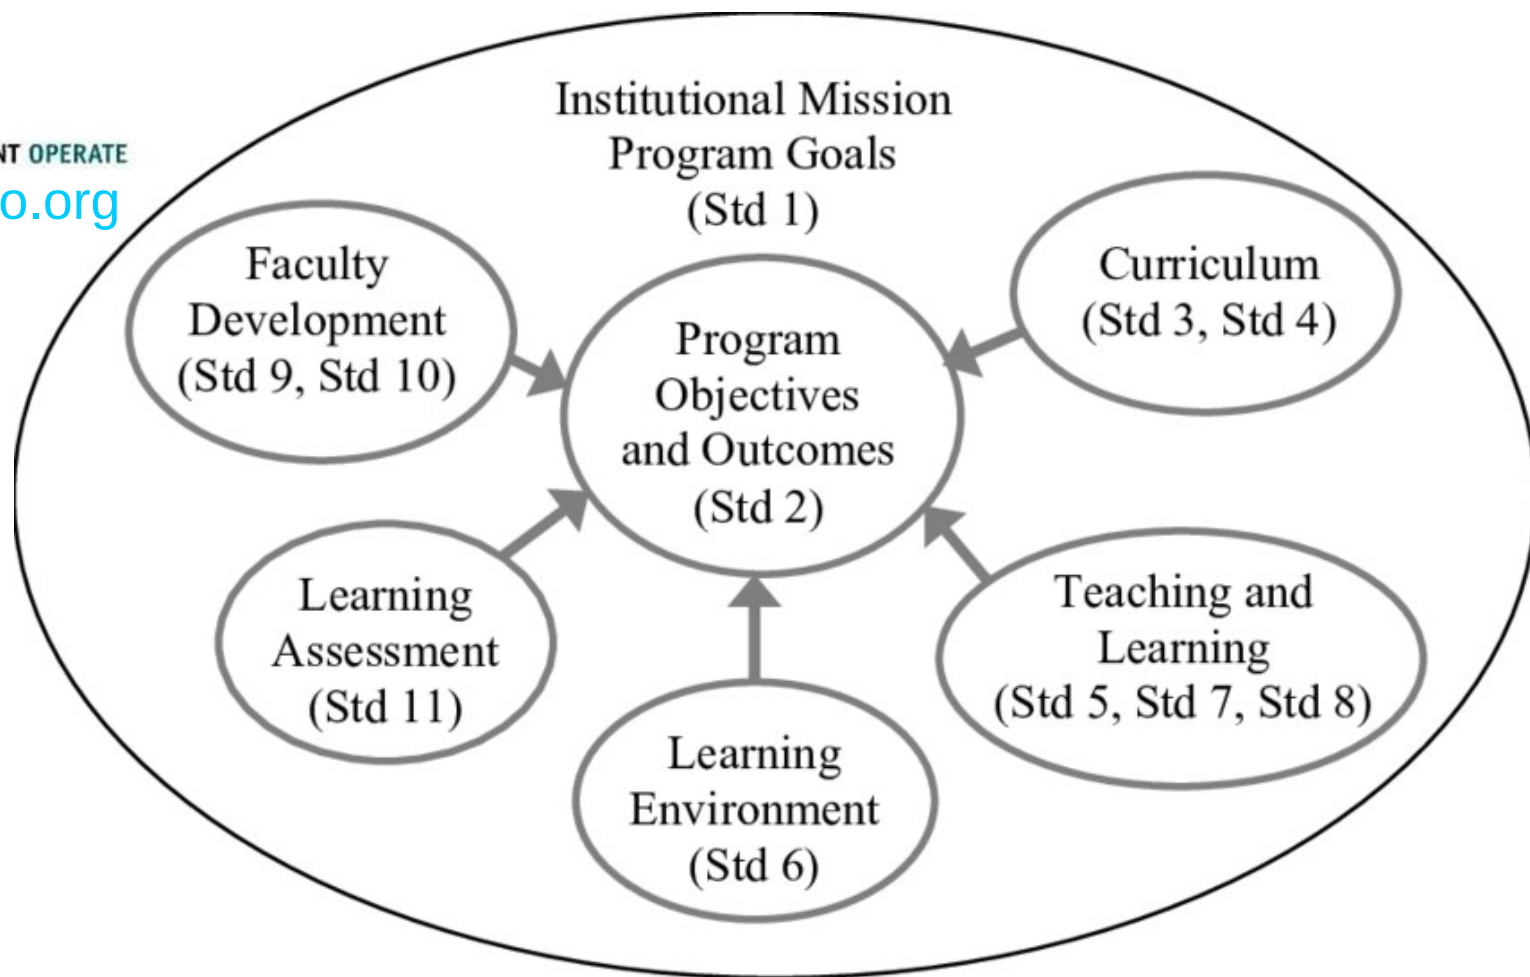 Institutional Mission
Program Goals
(Std 1)
OPERATE
o.org
Faculty
Development
(Std 9, Std 10)
Curriculum
(Std 3, Std 4)
Program
Objectives
and Outcomes
(Std 2)
Learning
Assessment
(Std 11)
Teaching and
Learning
(Std 5, Std 7, Std 8)
Learning
Environment
(Std 6)